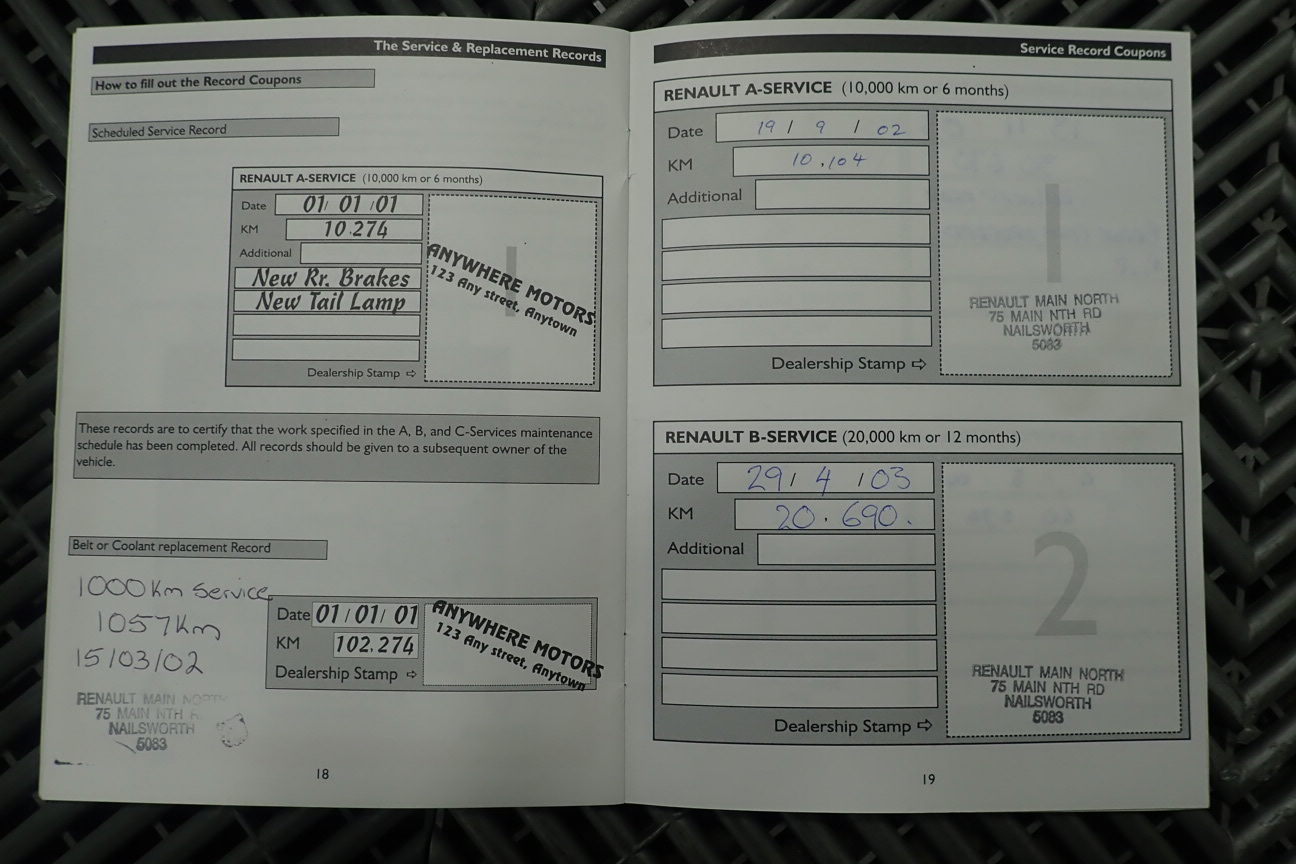 The Service & Replacement Records
How to fill out the Record Coupons
Scheduled Service Record
RENAULT A-SERVICE (10,000 km or 6 months)
Date 01/ 01 /01
KM 10.274
Additional
New Rr. Brakes
New Tail Lamp
1
ANYWHERE MOTORS
123 Any street, Anytown
Dealership Stamp ⇨
These records are to certify that the work specified in the A, B, and C-Services maintenance
schedule has been completed. All records should be given to a subsequent owner of the
vehicle.
Belt or Coolant replacement Record
1000Km Service
1057Km
15/03/02
RENAULT MAIN NORTH
75 MAIN NTH R
NAILSWORTH
5083
Date 01/01/ 01
KM 102.274
Dealership Stamp ⇨
ANYWHERE MOTORS
123 Any street, Anytown
18
Service Record Coupons
RENAULT A-SERVICE (10,000 km or 6 months)
Date 19 / 9 / 02
KM 10.104
Additional
1
RENAULT MAIN NORTH
75 MAIN NTH RD
NAILSWORTH
5083
Dealership Stamp ⇨
RENAULT B-SERVICE (20,000 km or 12 months)
Date 29/ 4 /03
KM 20.690.
Additional
2
RENAULT MAIN NORTH
75 MAIN NTH RD
NAILSWORTH
5083
Dealership Stamp ⇨
19